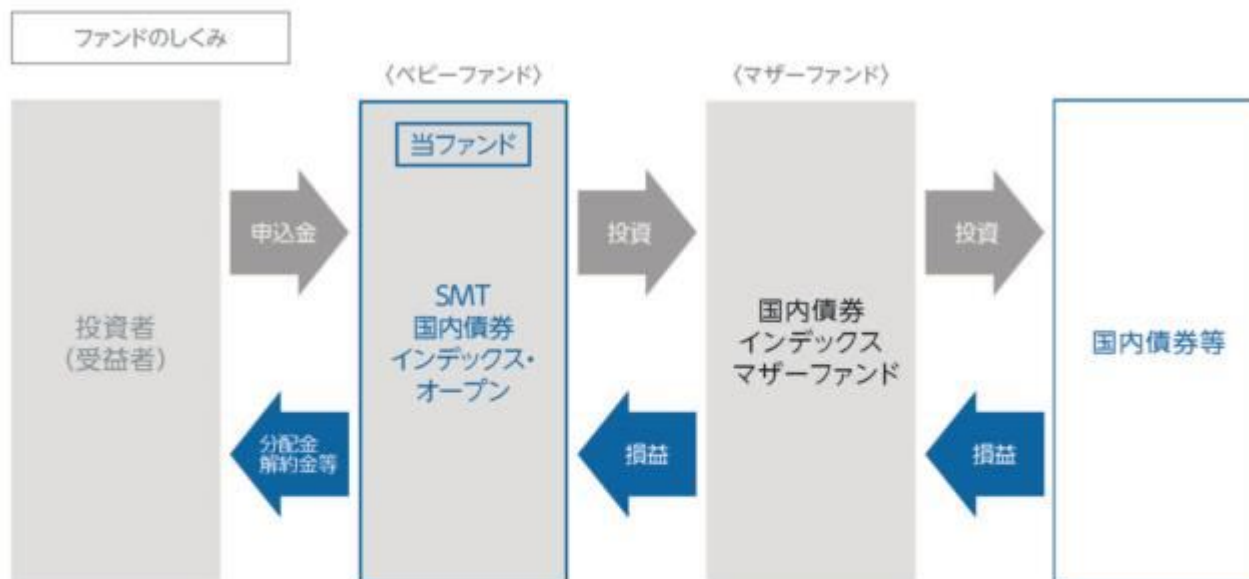 ファンドのしくみ
〈ベビーファンド〉
〈マザーファンド〉
当ファンド
申込金
投資
投資
投資者
(受益者)
SMT
国内債券
インデックス・
オープン
国内債券
インデックス
マザーファンド
国内債券等
分配金
解約金等
損益
損益